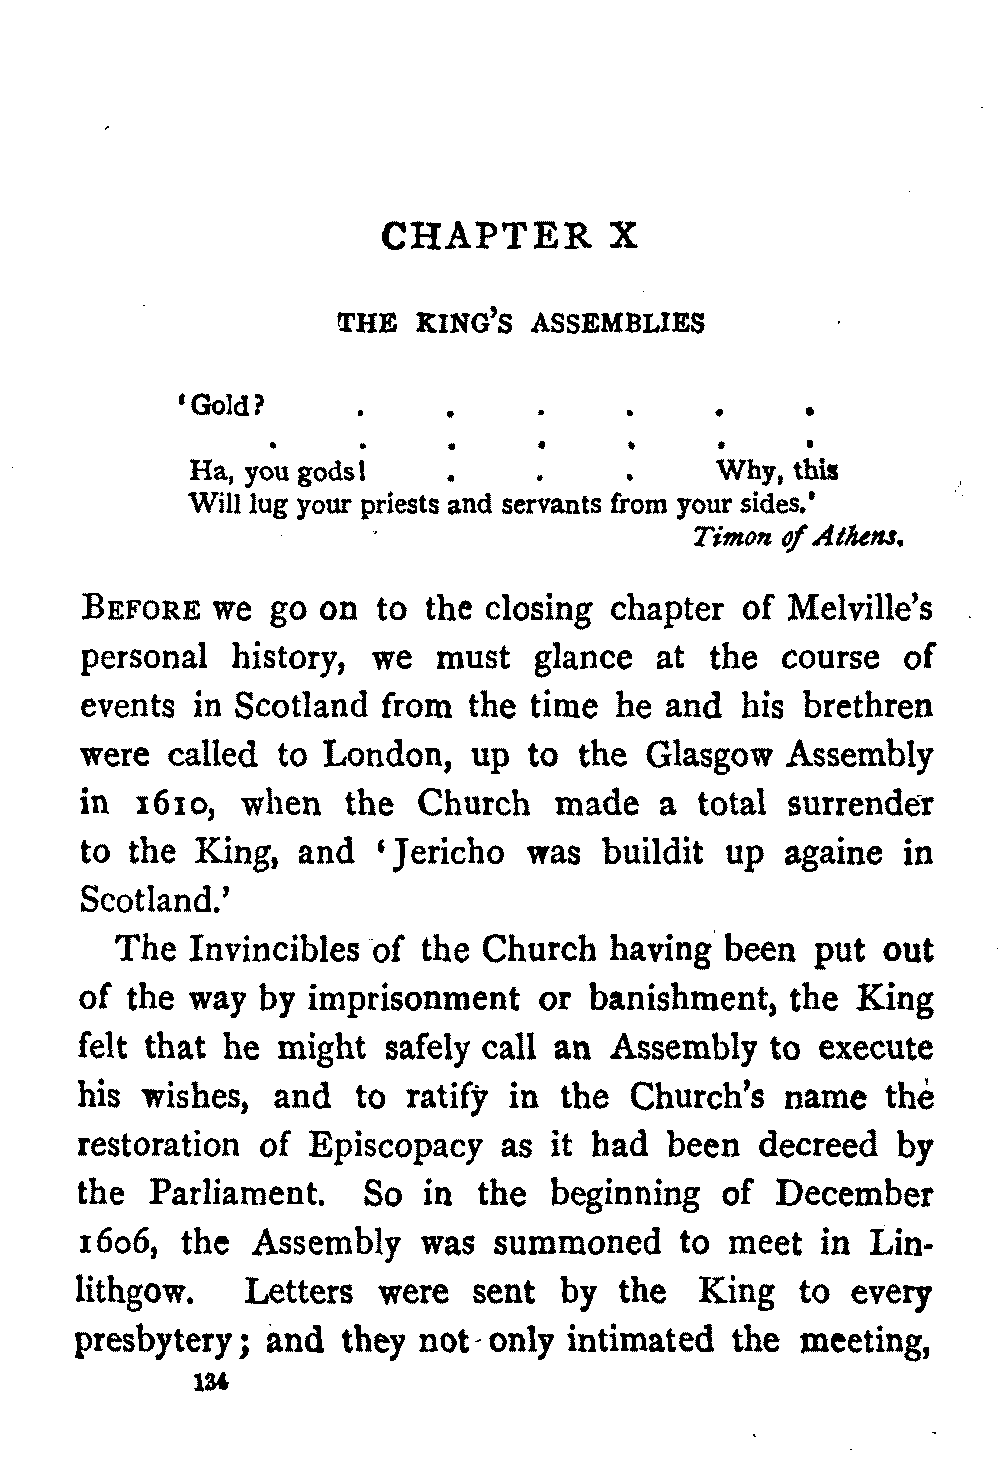 CHAPTER X
THE KING'S ASSEMBLIES
'Gold? . . . . . .
. . . . . . .
Ha, you gods! . . . Why, this
Will lug your priests and servants from your sides.'
Timon of Athens.
BEFORE we go on to the closing chapter of Melville's
personal history, we must glance at the course of
events in Scotland from the time he and his brethren
were called to London, up to the Glasgow Assembly
in 1610, when the Church made a total surrender
to the King, and 'Jericho was buildit up againe in
Scotland.'
The Invincibles of the Church having been put out
of the way by imprisonment or banishment, the King
felt that he might safely call an Assembly to execute
his wishes, and to ratify in the Church's name the
restoration of Episcopacy as it had been decreed by
the Parliament. So in the beginning of December
1606, the Assembly was summoned to meet in Lin-
lithgow. Letters were sent by the King to every
presbytery; and they not only intimated the meeting,
134